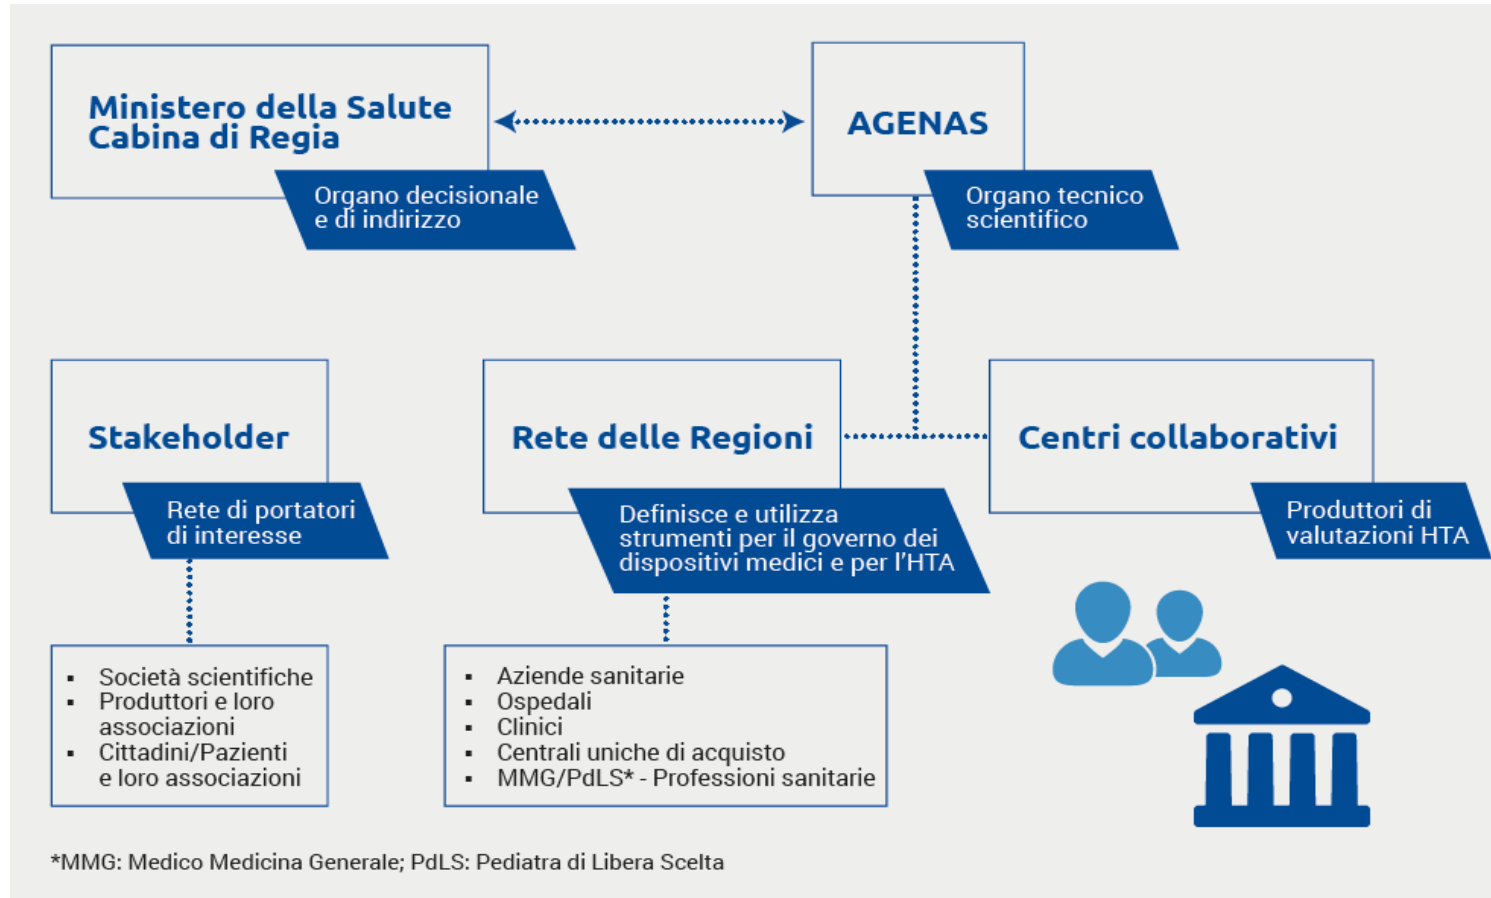 Ministero della Salute
Cabina di Regia
Organo decisionale
e di indirizzo
AGENAS
Organo tecnico
scientifico
Stakeholder
Rete di portatori
di interesse
Rete delle Regioni
Definisce e utilizza
strumenti per il governo dei
dispositivi medici e per l’HTA
Centri collaborativi
Produttori di
valutazioni HTA
▪ Società scientifiche
▪ Produttori e loro
associazioni
▪ Cittadini/Pazienti
e loro associazioni
▪ Aziende sanitarie
▪ Ospedali
▪ Clinici
▪ Centrali uniche di acquisto
▪ MMG/PdLS* - Professioni sanitarie
*MMG: Medico Medicina Generale; PdLS: Pediatra di Libera Scelta